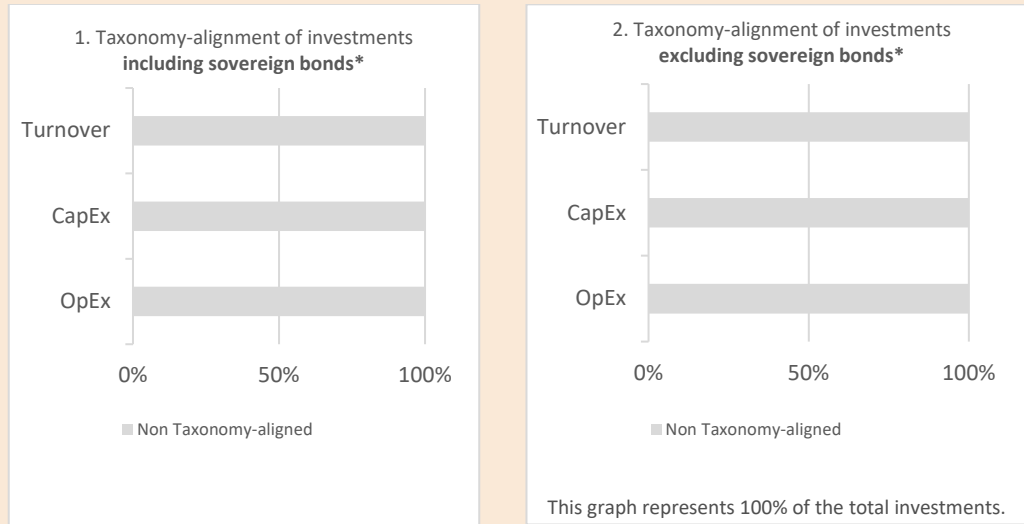 1. Taxonomy-alignment of investments
including sovereign bonds*
Turnover
CapEx
OpEx
0% 50% 100%
Non Taxonomy-aligned
2. Taxonomy-alignment of investments
excluding sovereign bonds*
Turnover
CapEx
OpEx
0% 50% 100%
Non Taxonomy-aligned
This graph represents 100% of the total investments.